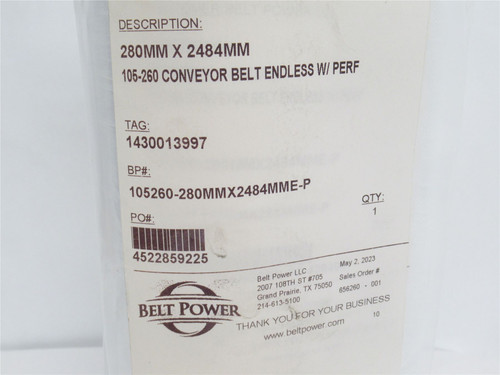 DESCRIPTION:
280MM X 2484MM
105-260 CONVEYOR BELT ENDLESS W/ PERF
TAG:
1430013997
BP#:
105260-280MMX2484MME-P
QTY:
1
PO#:
4522859225
BELT POWER
Belt Power LLC
2007 108TH ST #705
Grand Prairie, TX 75050
214-613-5100
May 2, 2023
Sales Order #
656260 - 001
THANK YOU FOR YOUR BUSINESS
www.beltpower.com
10